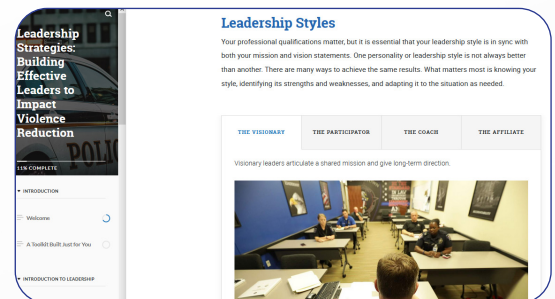 Leadership
Strategies:
Building
Effective
Leaders to
Impact
Violence
Reduction
POLI
11% COMPLETE
INTRODUCTION
Welcome
A Toolkit Built Just for You
INTRODUCTION TO LEADERSHIP
Leadership Styles
Your professional qualifications matter, but it is essential that your leadership style is in sync with
both your mission and vision statements. One personality or leadership style is not always better
than another. There are many ways to achieve the same results. What matters most is knowing your
style, identifying its strengths and weaknesses, and adapting it to the situation as needed.
THE VISIONARY THE PARTICIPATOR THE COACH THE AFFILIATE
Visionary leaders articulate a shared mission and give long-term direction.